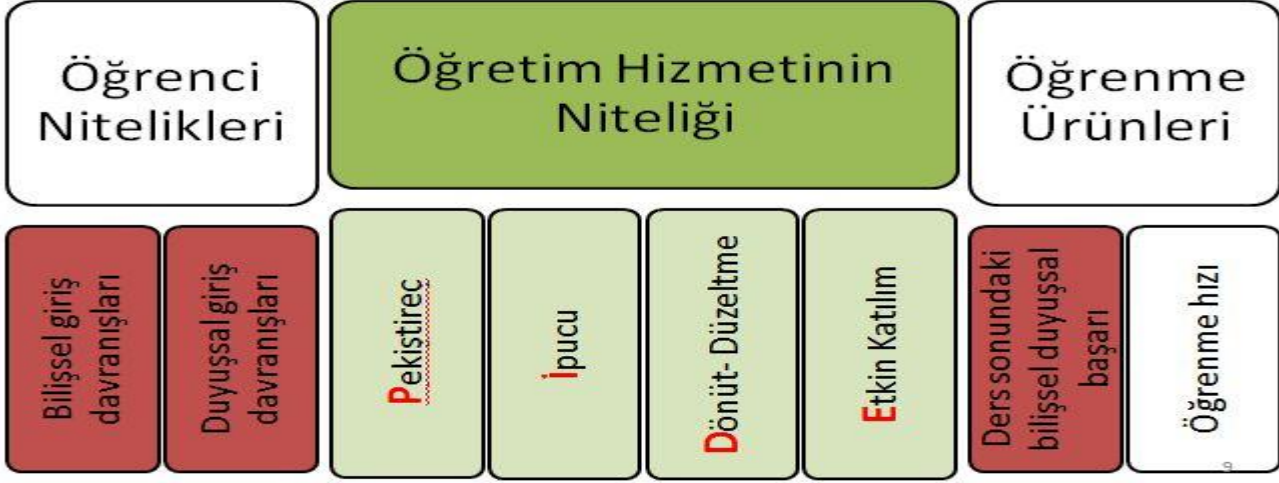 Öğrenci
Nitelikleri
Öğretim Hizmetinin
Niteliği
Öğrenme
Ürünleri
Bilişsel giriş
davranışları
Duyuşsal giriş
davranışları
Pekiştireç
İpucu
Dönüt- Düzeltme
Etkin Katılım
Ders sonundaki
bilişsel duyuşsal
başarı
Öğrenme hızı
9